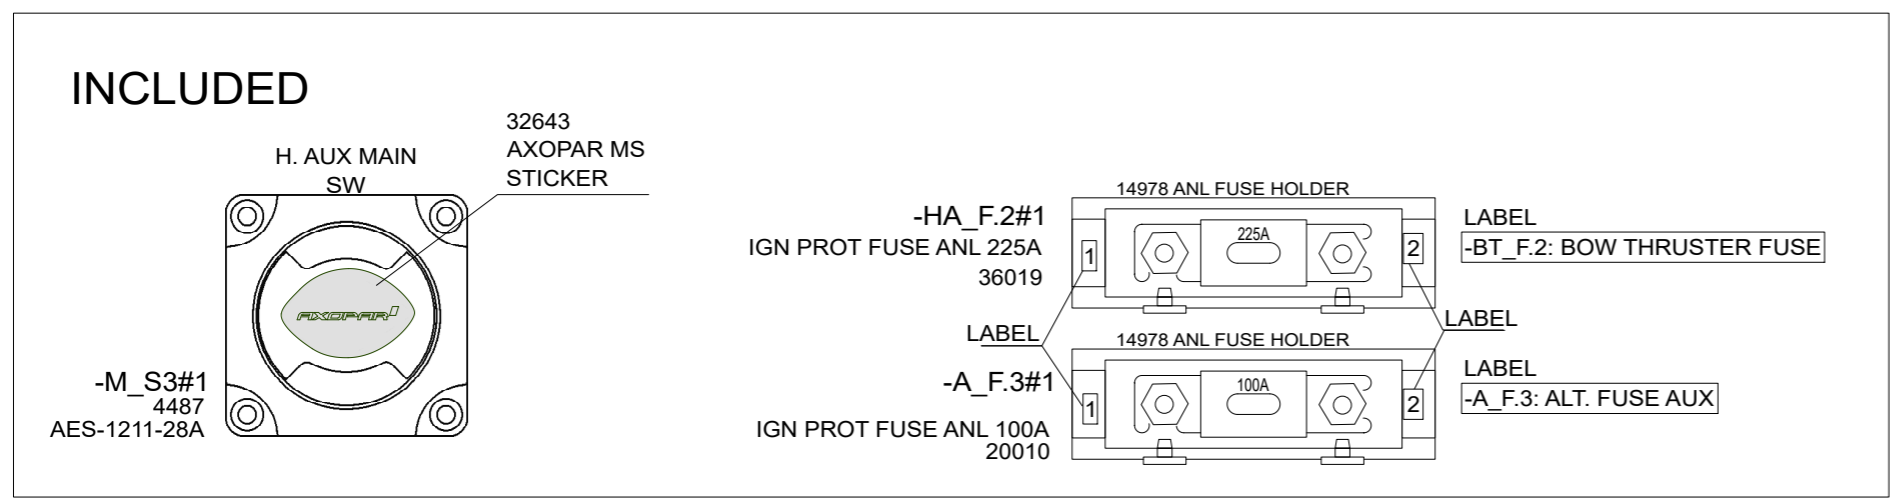 INCLUDED
H. AUX MAIN
SW
32643
AXOPAR MS
STICKER
AXOPAR
-M_S3#1
4487
AES-1211-28A
14978 ANL FUSE HOLDER
-HA_F.2#1
IGN PROT FUSE ANL 225A
36019
1
225A
2
LABEL
-BT_F.2: BOW THRUSTER FUSE
LABEL
LABEL
14978 ANL FUSE HOLDER
-A_F.3#1
IGN PROT FUSE ANL 100A
20010
1
100A
2
LABEL
-A_F.3: ALT. FUSE AUX